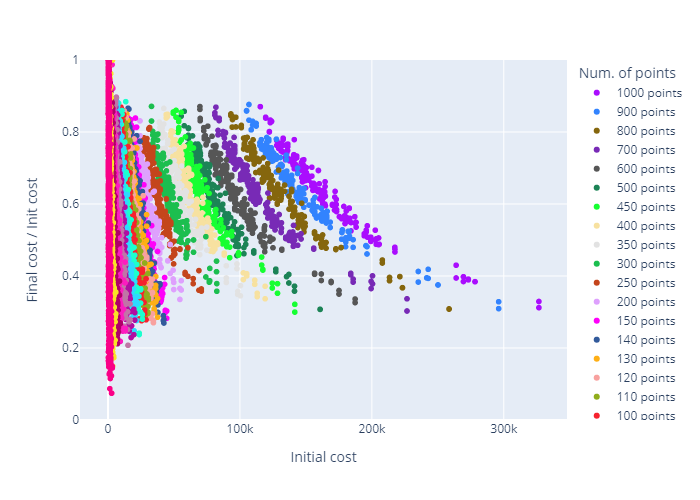 Num. of points
1000 points
900 points
800 points
700 points
600 points
500 points
450 points
400 points
350 points
300 points
250 points
200 points
150 points
140 points
130 points
120 points
110 points
100 points
1
0.8
0.6
0.4
0.2
0
Final cost / Init cost
0
100k
200k
300k
Initial cost